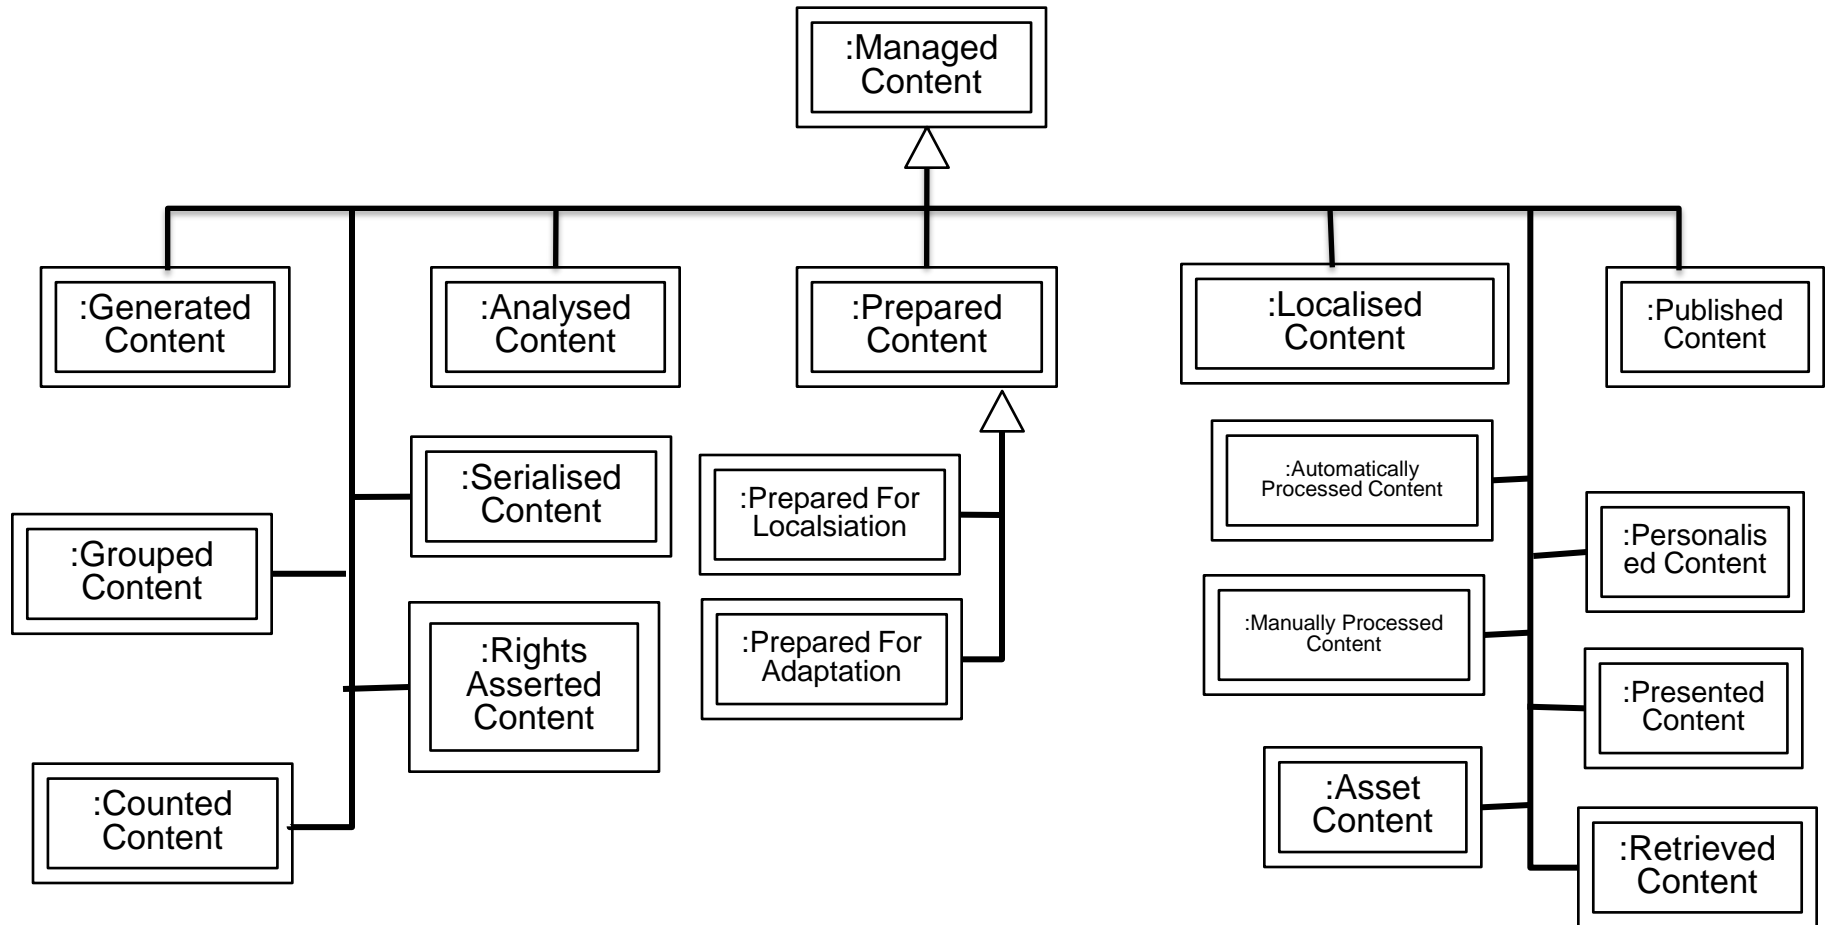 :Managed
Content
:Generated
Content
:Analysed
Content
:Prepared
Content
:Localised
Content
:Published
Content
:Serialised
Content
:Grouped
Content
:Rights
Asserted
Content
:Counted
Content
:Prepared For
Localsiation
:Prepared For
Adaptation
:Automatically
Processed Content
:Manually Processed
Content
:Asset
Content
:Personalis
ed Content
:Presented
Content
:Retrieved
Content